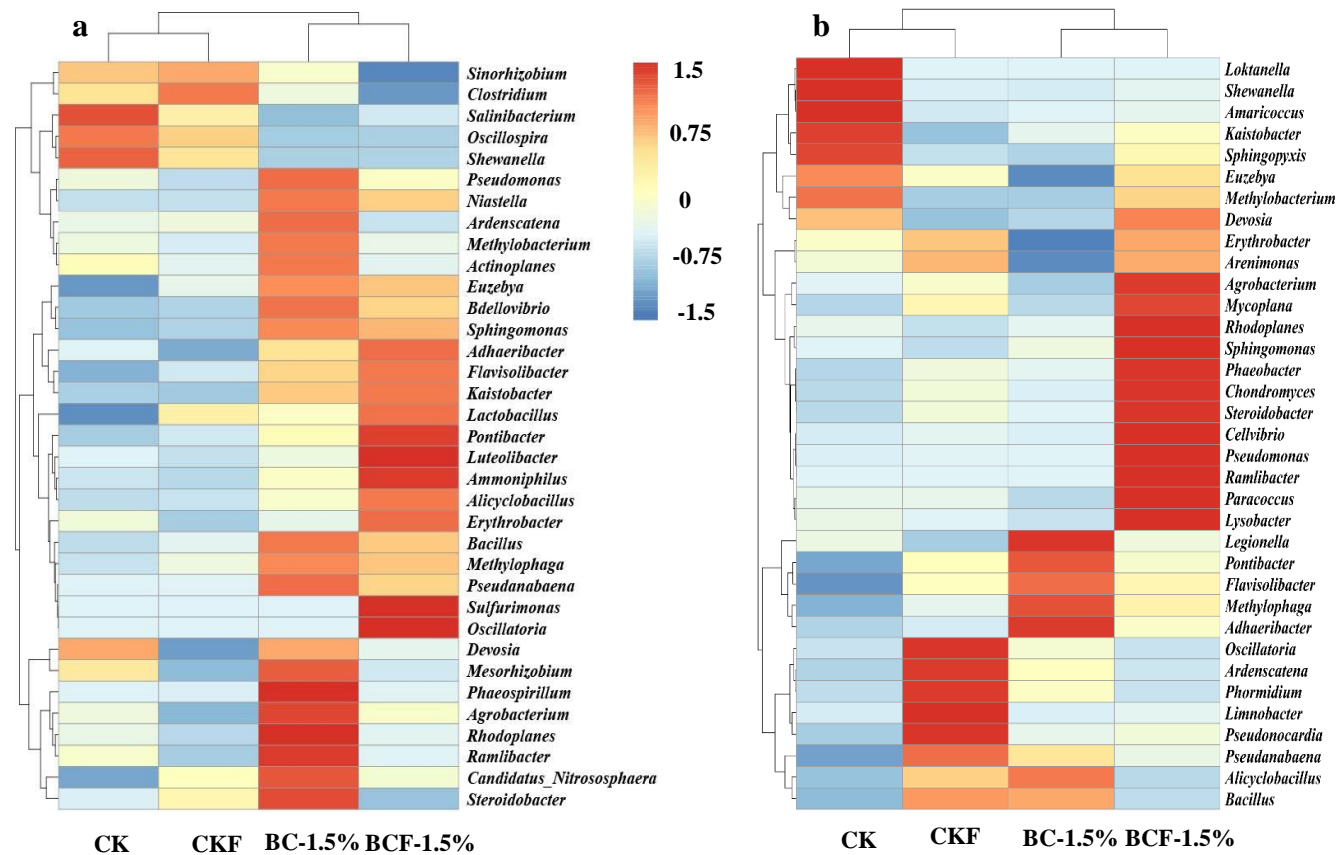 a
Sinorhizobium
Clostridium
Salinibacterium
Oscillospira
Shewanella
Pseudomonas
Niastella
Ardenscatena
Methylobacterium
Actinoplanes
Euzebya
Bdellovibrio
Sphingomonas
Adhaeribacter
Flavisolibacter
Kaistobacter
Lactobacillus
Pontibacter
Luteolibacter
Ammoniphilus
Alicyclobacillus
Erythrobacter
Bacillus
Methylophaga
Pseudanabaena
Sulfurimonas
Oscillatoria
Devosia
Mesorhizobium
Phaeospirillum
Agrobacterium
Rhodoplanes
Ramlibacter
Candidatus_Nitrososphaera
Steroidobacter
CK CKF BC-1.5% BCF-1.5%
1.5
0.75
0
-0.75
-1.5
b
Loktanella
Shewanella
Amaricoccus
Kaistobacter
Sphingopyxis
Euzebya
Methylobacterium
Devosia
Erythrobacter
Arenimonas
Agrobacterium
Mycoplana
Rhodoplanes
Sphingomonas
Phaeobacter
Chondromyces
Steroidobacter
Cellvibrio
Pseudomonas
Ramlibacter
Paracoccus
Lysobacter
Legionella
Pontibacter
Flavisolibacter
Methylophaga
Adhaeribacter
Oscillatoria
Ardenscatena
Phormidium
Limnobacter
Pseudonocardia
Pseudanabaena
Alicyclobacillus
Bacillus
CK CKF BC-1.5% BCF-1.5%